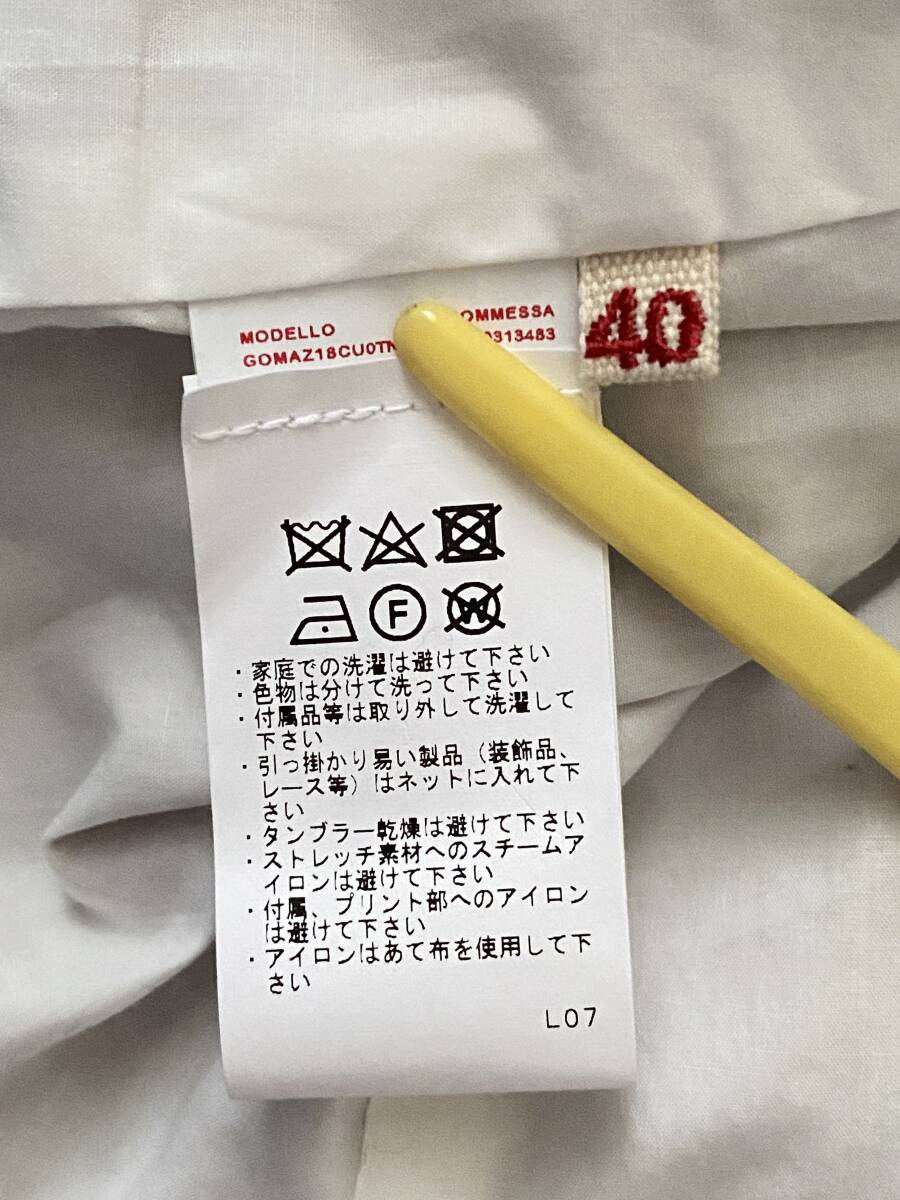 MODELLO
GOMAZ18CU0TN
40
F
W
・家庭での洗濯は避けて下さい
・色物は分けて洗って下さい
・付属品等は取り外して洗濯して
下さい
・引っ掛かり易い製品（装飾品、
レース等）はネットに入れて下
さい
・タンブラー乾燥は避けて下さい
・ストレッチ素材へのスチームア
イロンは避けて下さい
・付属、プリント部へのアイロン
は避けて下さい
・アイロンはあて布を使用して下
さい
L07